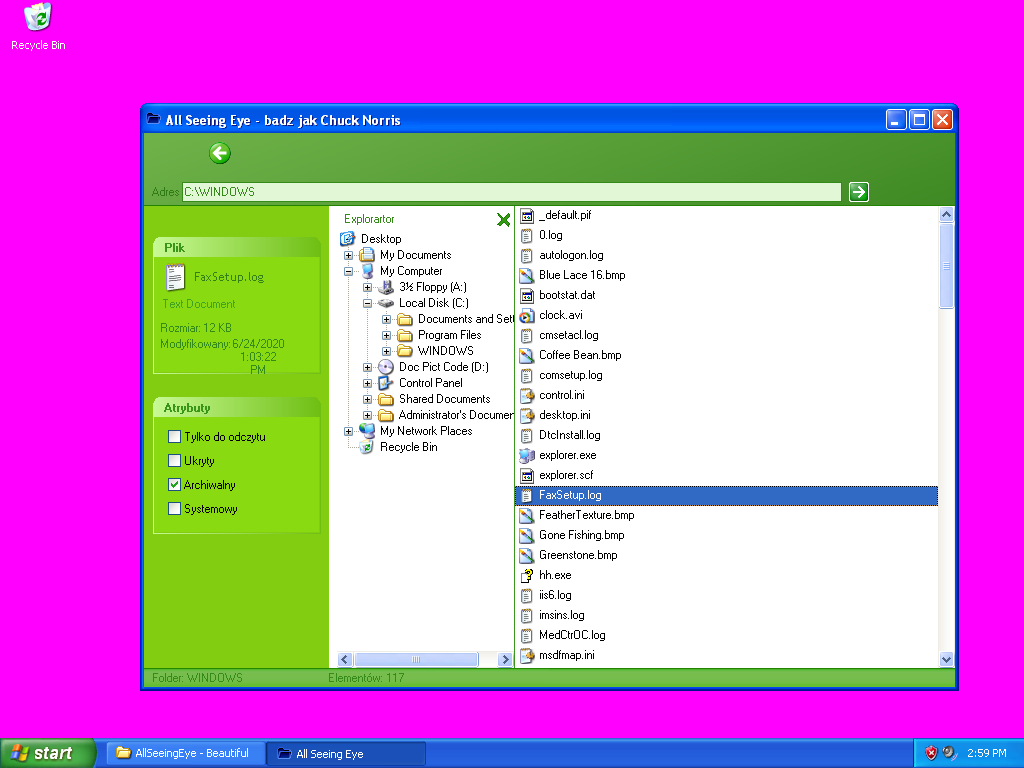 Recycle Bin
All Seeing Eye - badz jak Chuck Norris
Adres C:\WINDOWS
Plik
FaxSetup.log
Text Document
Rozmiar: 12 KB
Modyfikowany: 6/24/2020
1:03:22
PM
Atrybuty
Tylko do odczytu
Ukryty
Archiwalny
Systemowy
Explorartor
Desktop
My Documents
My Computer
3½ Floppy (A:)
Local Disk (C:)
Documents and Sett
Program Files
WINDOWS
Doc Pict Code (D:)
Control Panel
Shared Documents
Administrator's Documen
My Network Places
Recycle Bin
_default.pif
0.log
autologon.log
Blue Lace 16.bmp
bootstat.dat
clock.avi
cmsetacl.log
Coffee Bean.bmp
comsetup.log
control.ini
desktop.ini
DtcInstall.log
explorer.exe
explorer.scf
FaxSetup.log
FeatherTexture.bmp
Gone Fishing.bmp
Greenstone.bmp
hh.exe
iis6.log
imsins.log
MedCtrOC.log
msdfmap.ini
Folder: WINDOWS
Elementów: 117
start
AllSeeingEye - Beautiful
All Seeing Eye
2:59 PM